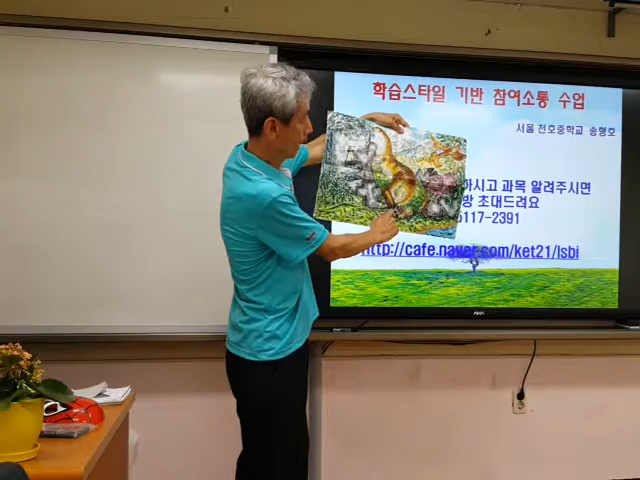 학습스타일 기반 참여소통 수업
서울 전호중학교 송형호
하시고 과목 알려주시면
방 초대드려요
117-2391
http://cafe.naver.com/ket21/lsbi